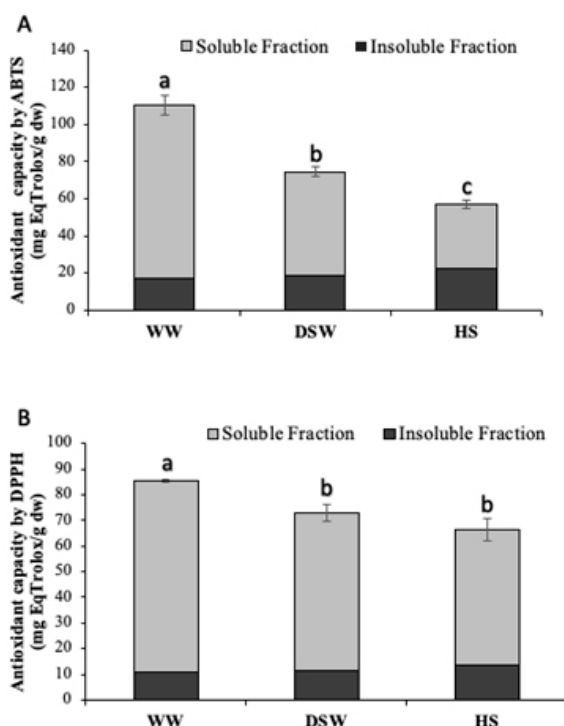 A
Soluble Fraction Insoluble Fraction
Antioxidant capacity by ABTS
(mg EqTrolox/g dw)
140
120
100
80
60
40
20
0
a
b
c
WW DSW HS
B
Soluble Fraction Insoluble Fraction
Antioxidant capacity by DPPH
(mg EqTrolox/g dw)
100
90
80
70
60
50
40
30
20
10
0
a
b
b
WW DSW HS